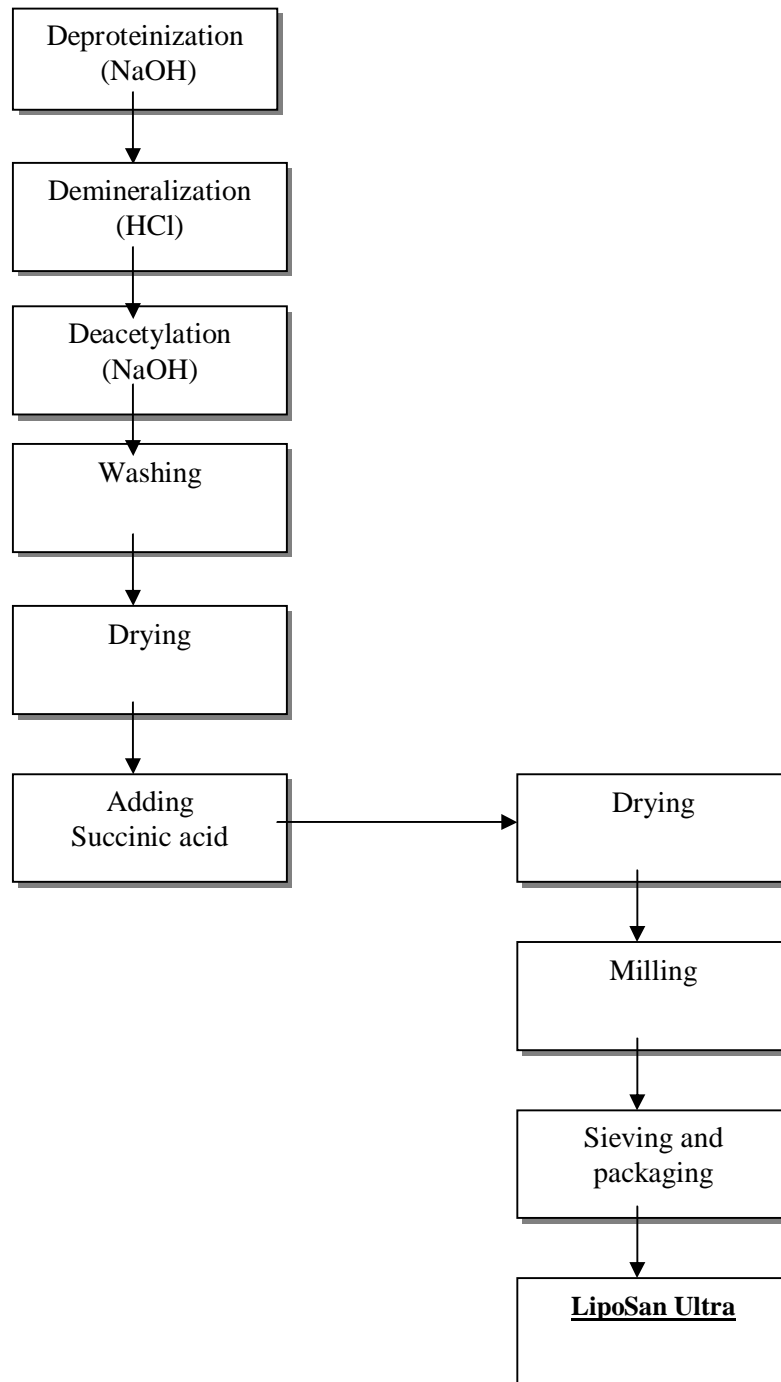 Deproteinization
(NaOH)
Demineralization
(HCl)
Deacetylation
(NaOH)
Washing
Drying
Adding
Succinic acid
Drying
Milling
Sieving and
packaging
LipoSan Ultra